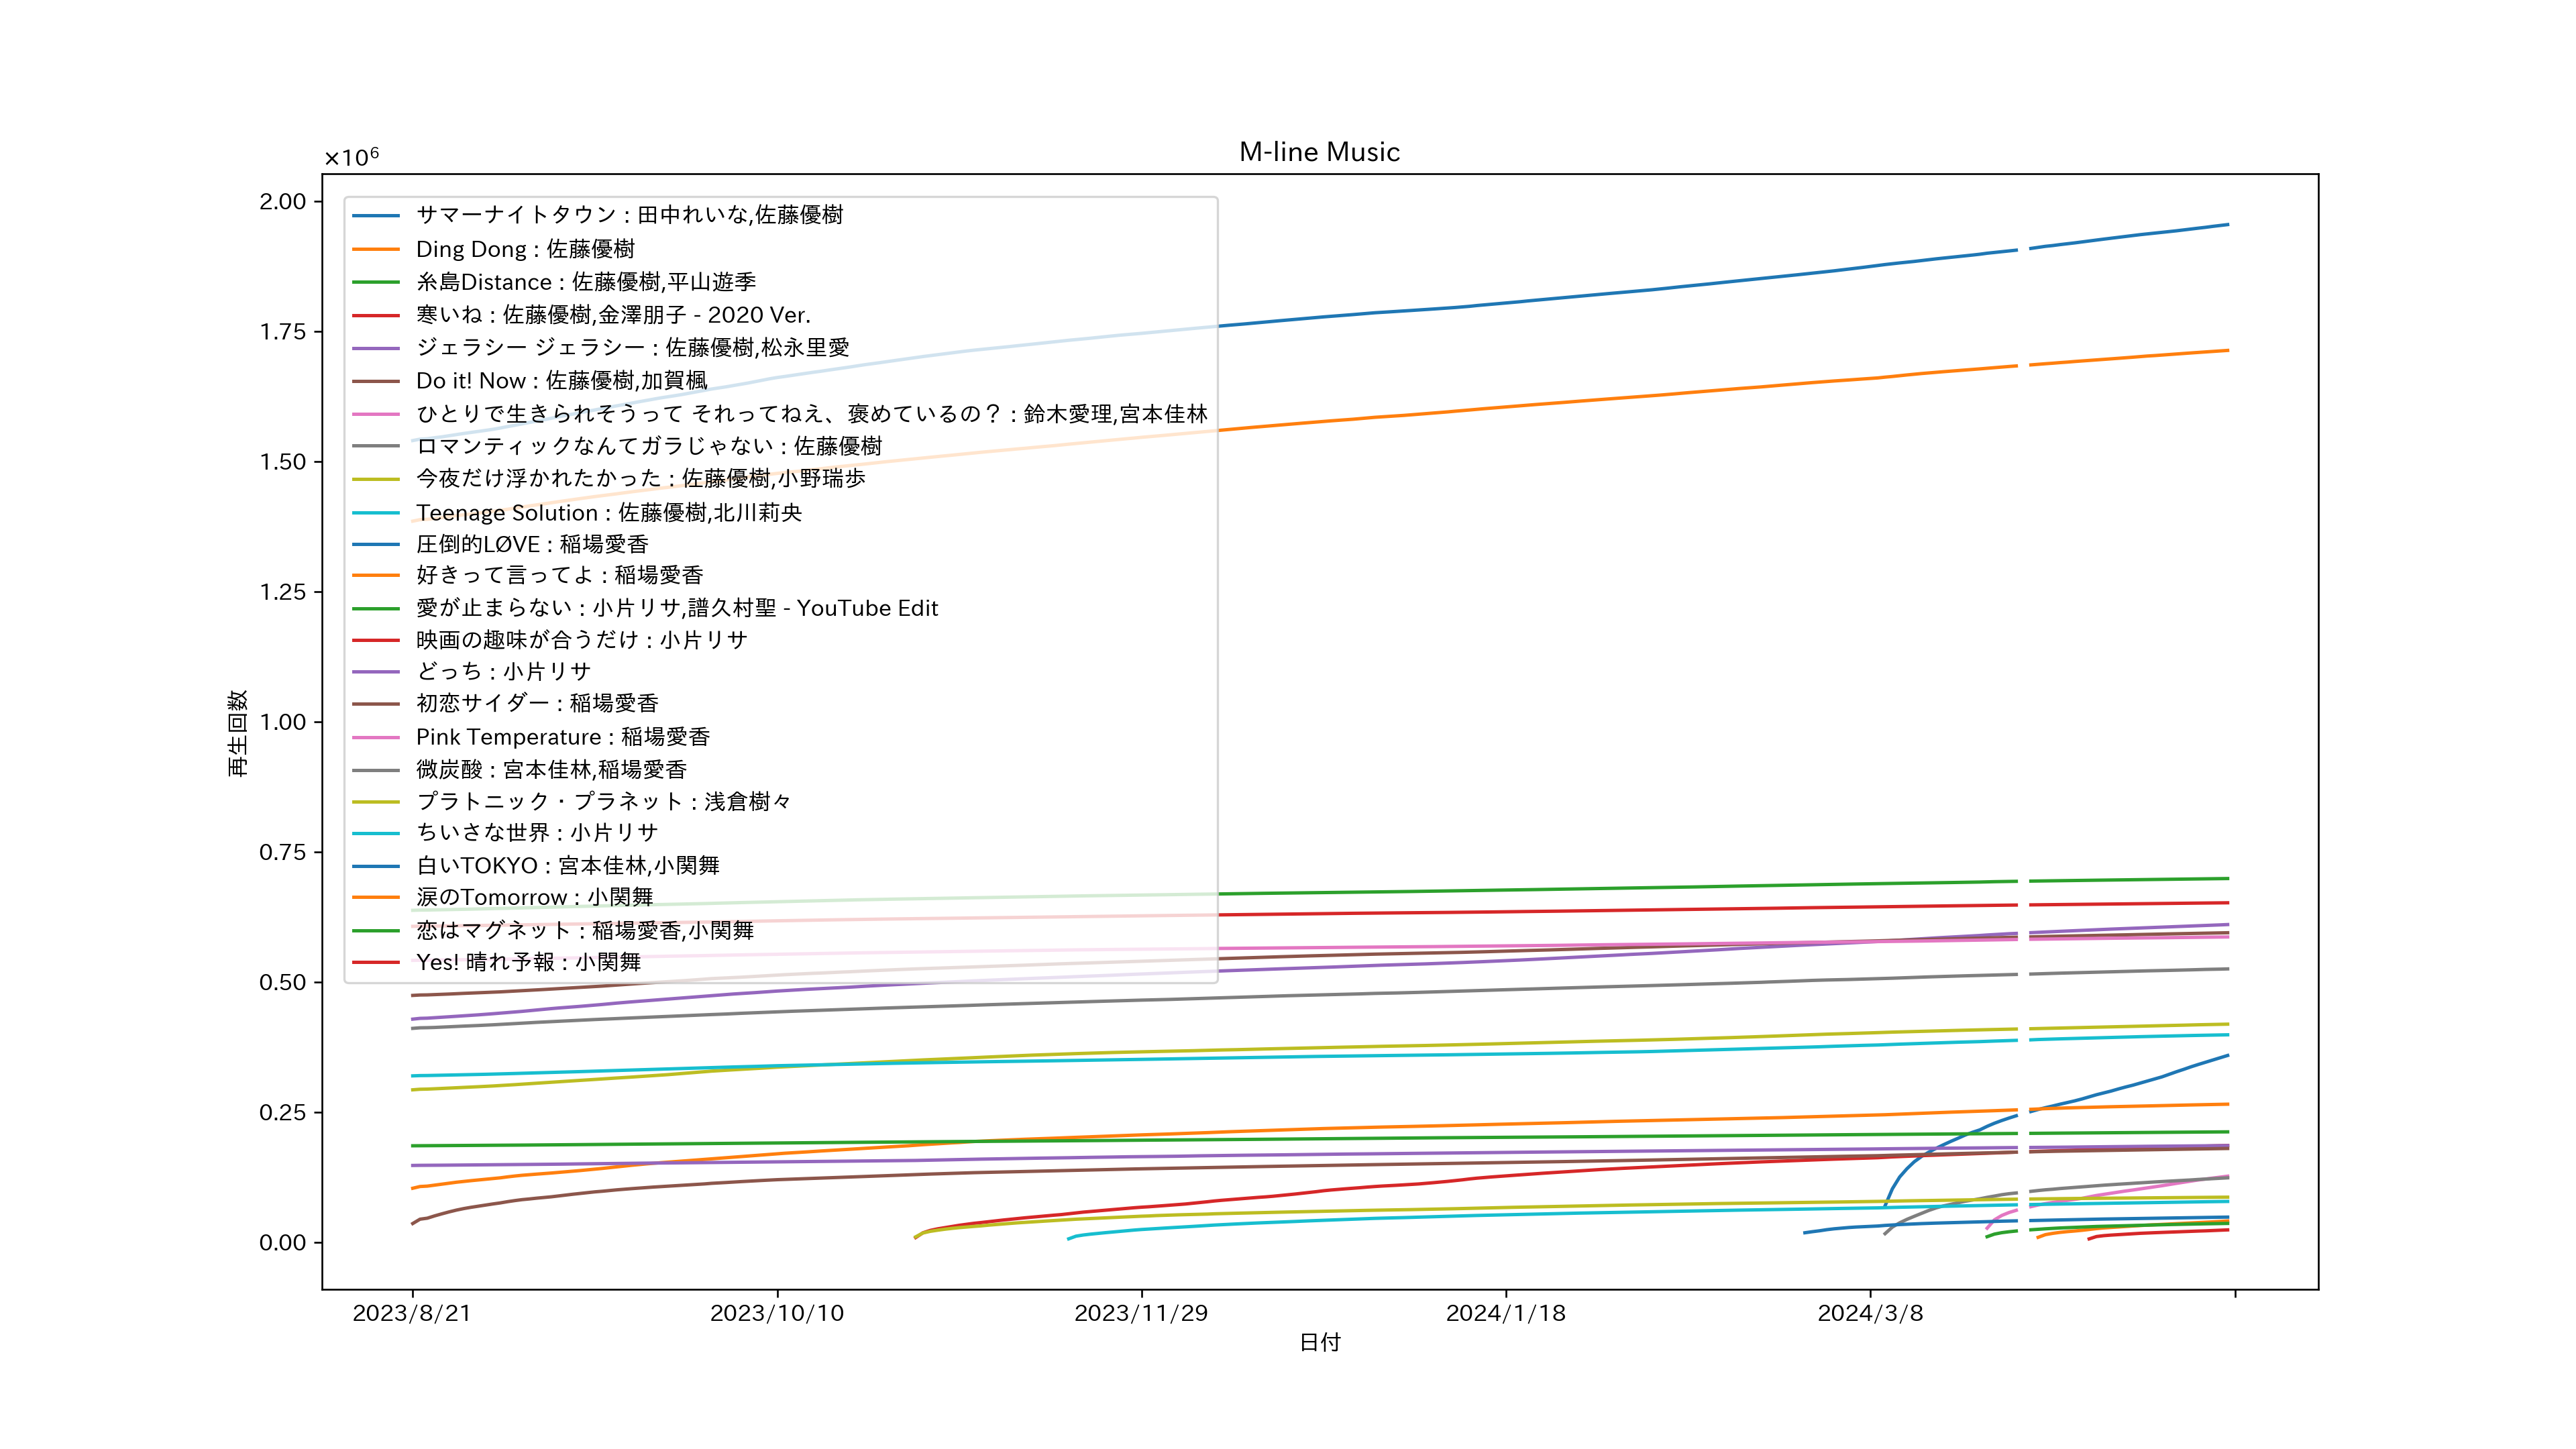 M-line Music
×10⁶
2.00
1.75
1.50
1.25
1.00
0.75
0.50
0.25
0.00
再生回数
サマーナイトタウン : 田中れいな,佐藤優樹
Ding Dong : 佐藤優樹
糸島Distance : 佐藤優樹,平山遊季
寒いね : 佐藤優樹,金澤朋子 - 2020 Ver.
ジェラシー ジェラシー : 佐藤優樹,松永里愛
Do it! Now : 佐藤優樹,加賀楓
ひとりで生きられそうって それってねえ、褒めているの？ : 鈴木愛理,宮本佳林
ロマンティックなんてガラじゃない : 佐藤優樹
今夜だけ浮かれたかった : 佐藤優樹,小野瑞歩
Teenage Solution : 佐藤優樹,北川莉央
圧倒的LØVE : 稲場愛香
好きって言ってよ : 稲場愛香
愛が止まらない : 小片リサ,譜久村聖 - YouTube Edit
映画の趣味が合うだけ : 小片リサ
どっち : 小片リサ
初恋サイダー : 稲場愛香
Pink Temperature : 稲場愛香
微炭酸 : 宮本佳林,稲場愛香
プラトニック・プラネット : 浅倉樹々
ちいさな世界 : 小片リサ
白いTOKYO : 宮本佳林,小関舞
涙のTomorrow : 小関舞
恋はマグネット : 稲場愛香,小関舞
Yes! 晴れ予報 : 小関舞
2023/8/21
2023/10/10
2023/11/29
2024/1/18
2024/3/8
日付